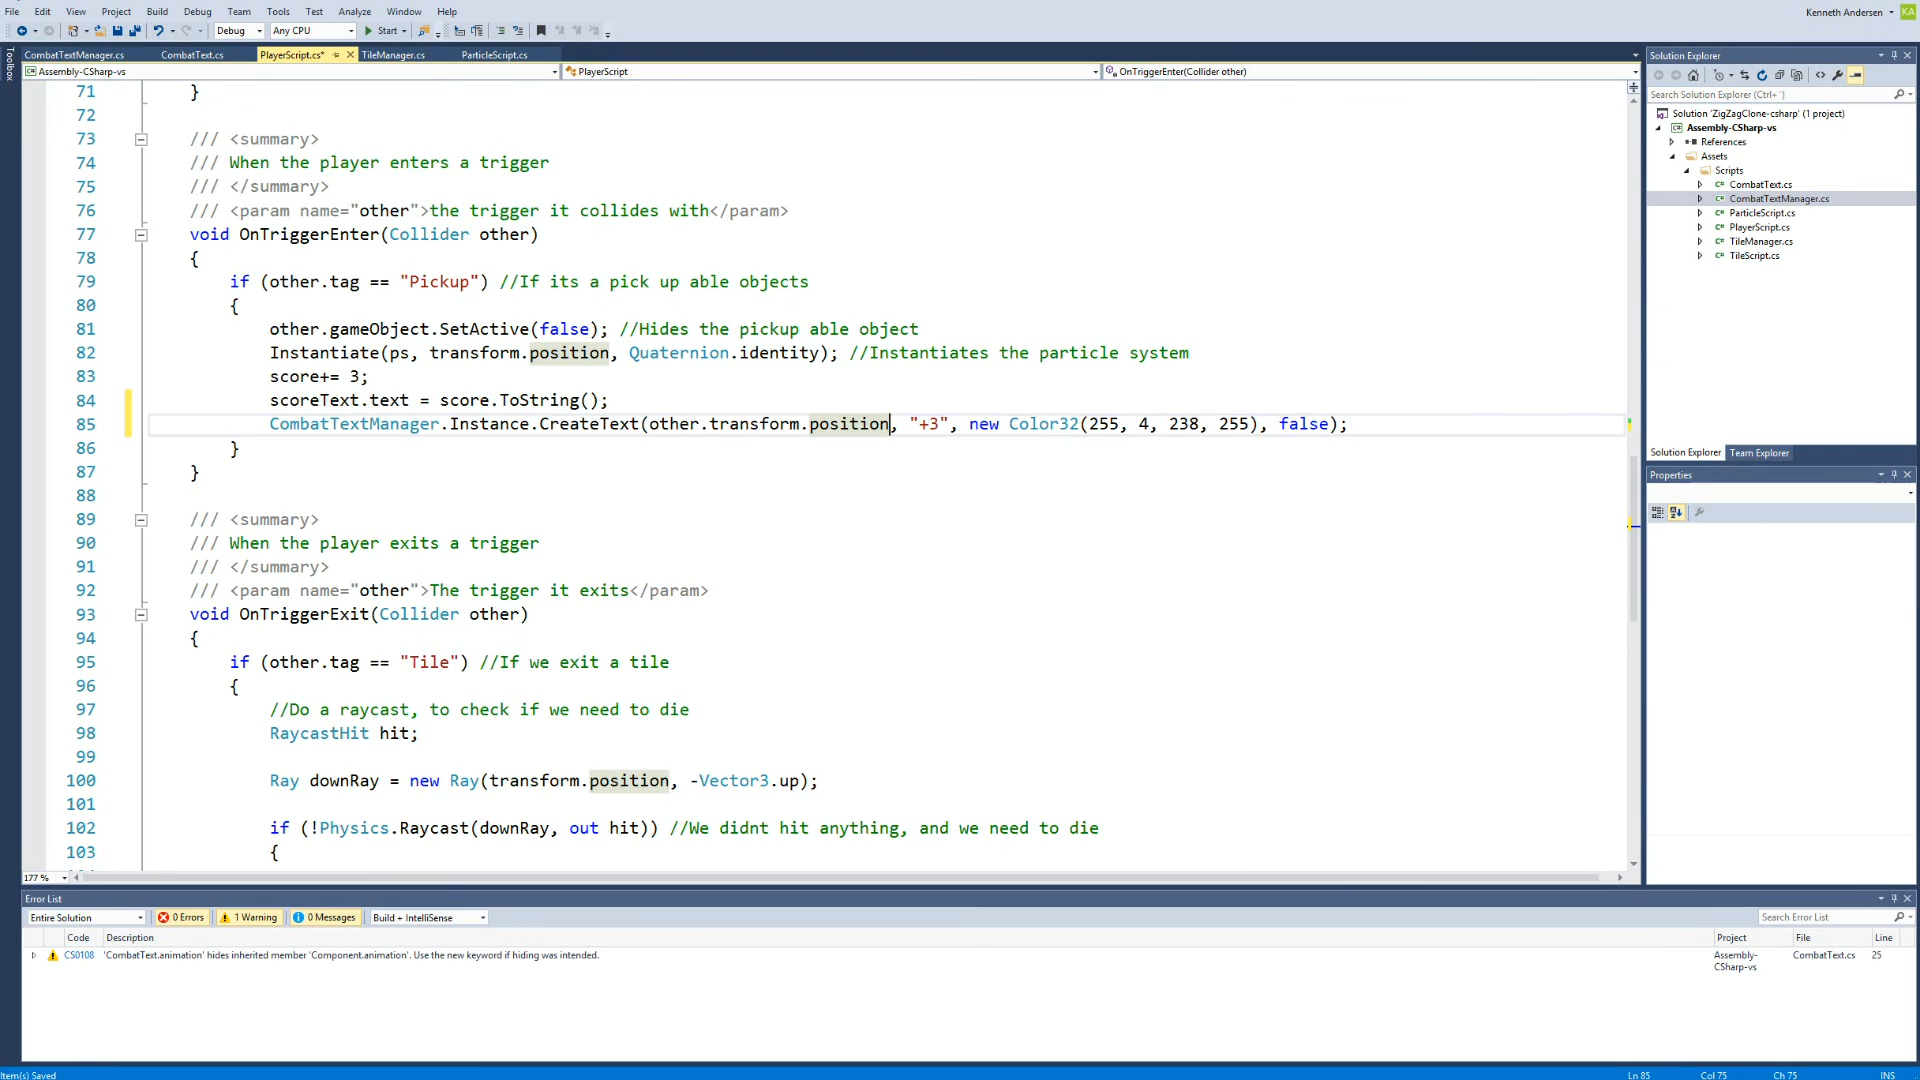 File Edit View Project Build Debug Team Tools Test Analyze Window Help Kenneth Andersen KA
Debug Any CPU Start
CombatTextManager.cs CombatText.cs PlayerScript.cs* TileManager.cs ParticleScript.cs
Assembly-CSharp-vs PlayerScript OnTriggerEnter(Collider other)
Toolbox
71 }
72
73 /// <summary>
74 /// When the player enters a trigger
75 /// </summary>
76 /// <param name="other">the trigger it collides with</param>
77 void OnTriggerEnter(Collider other)
78 {
79 if (other.tag == "Pickup") //If its a pick up able objects
80 {
81 other.gameObject.SetActive(false); //Hides the pickup able object
82 Instantiate(ps, transform.position, Quaternion.identity); //Instantiates the particle system
83 score+= 3;
84 scoreText.text = score.ToString();
85 CombatTextManager.Instance.CreateText(other.transform.position, "+3", new Color32(255, 4, 238, 255), false);
86 }
87 }
88
89 /// <summary>
90 /// When the player exits a trigger
91 /// </summary>
92 /// <param name="other">The trigger it exits</param>
93 void OnTriggerExit(Collider other)
94 {
95 if (other.tag == "Tile") //If we exit a tile
96 {
97 //Do a raycast, to check if we need to die
98 RaycastHit hit;
99
100 Ray downRay = new Ray(transform.position, -Vector3.up);
101
102 if (!Physics.Raycast(downRay, out hit)) //We didnt hit anything, and we need to die
103 {
177 %
Solution Explorer
Search Solution Explorer (Ctrl+¨)
Solution 'ZigZagClone-csharp' (1 project)
Assembly-CSharp-vs
References
Assets
Scripts
CombatText.cs
CombatTextManager.cs
ParticleScript.cs
PlayerScript.cs
TileManager.cs
TileScript.cs
Solution Explorer Team Explorer
Properties
Error List
Entire Solution 0 Errors 1 Warning 0 Messages Build + IntelliSense Search Error List
Code Description Project File Line
CS0108 'CombatText.animation' hides inherited member 'Component.animation'. Use the new keyword if hiding was intended. Assembly-CSharp-vs CombatText.cs 25
Item(s) Saved Ln 85 Col 75 Ch 75 INS